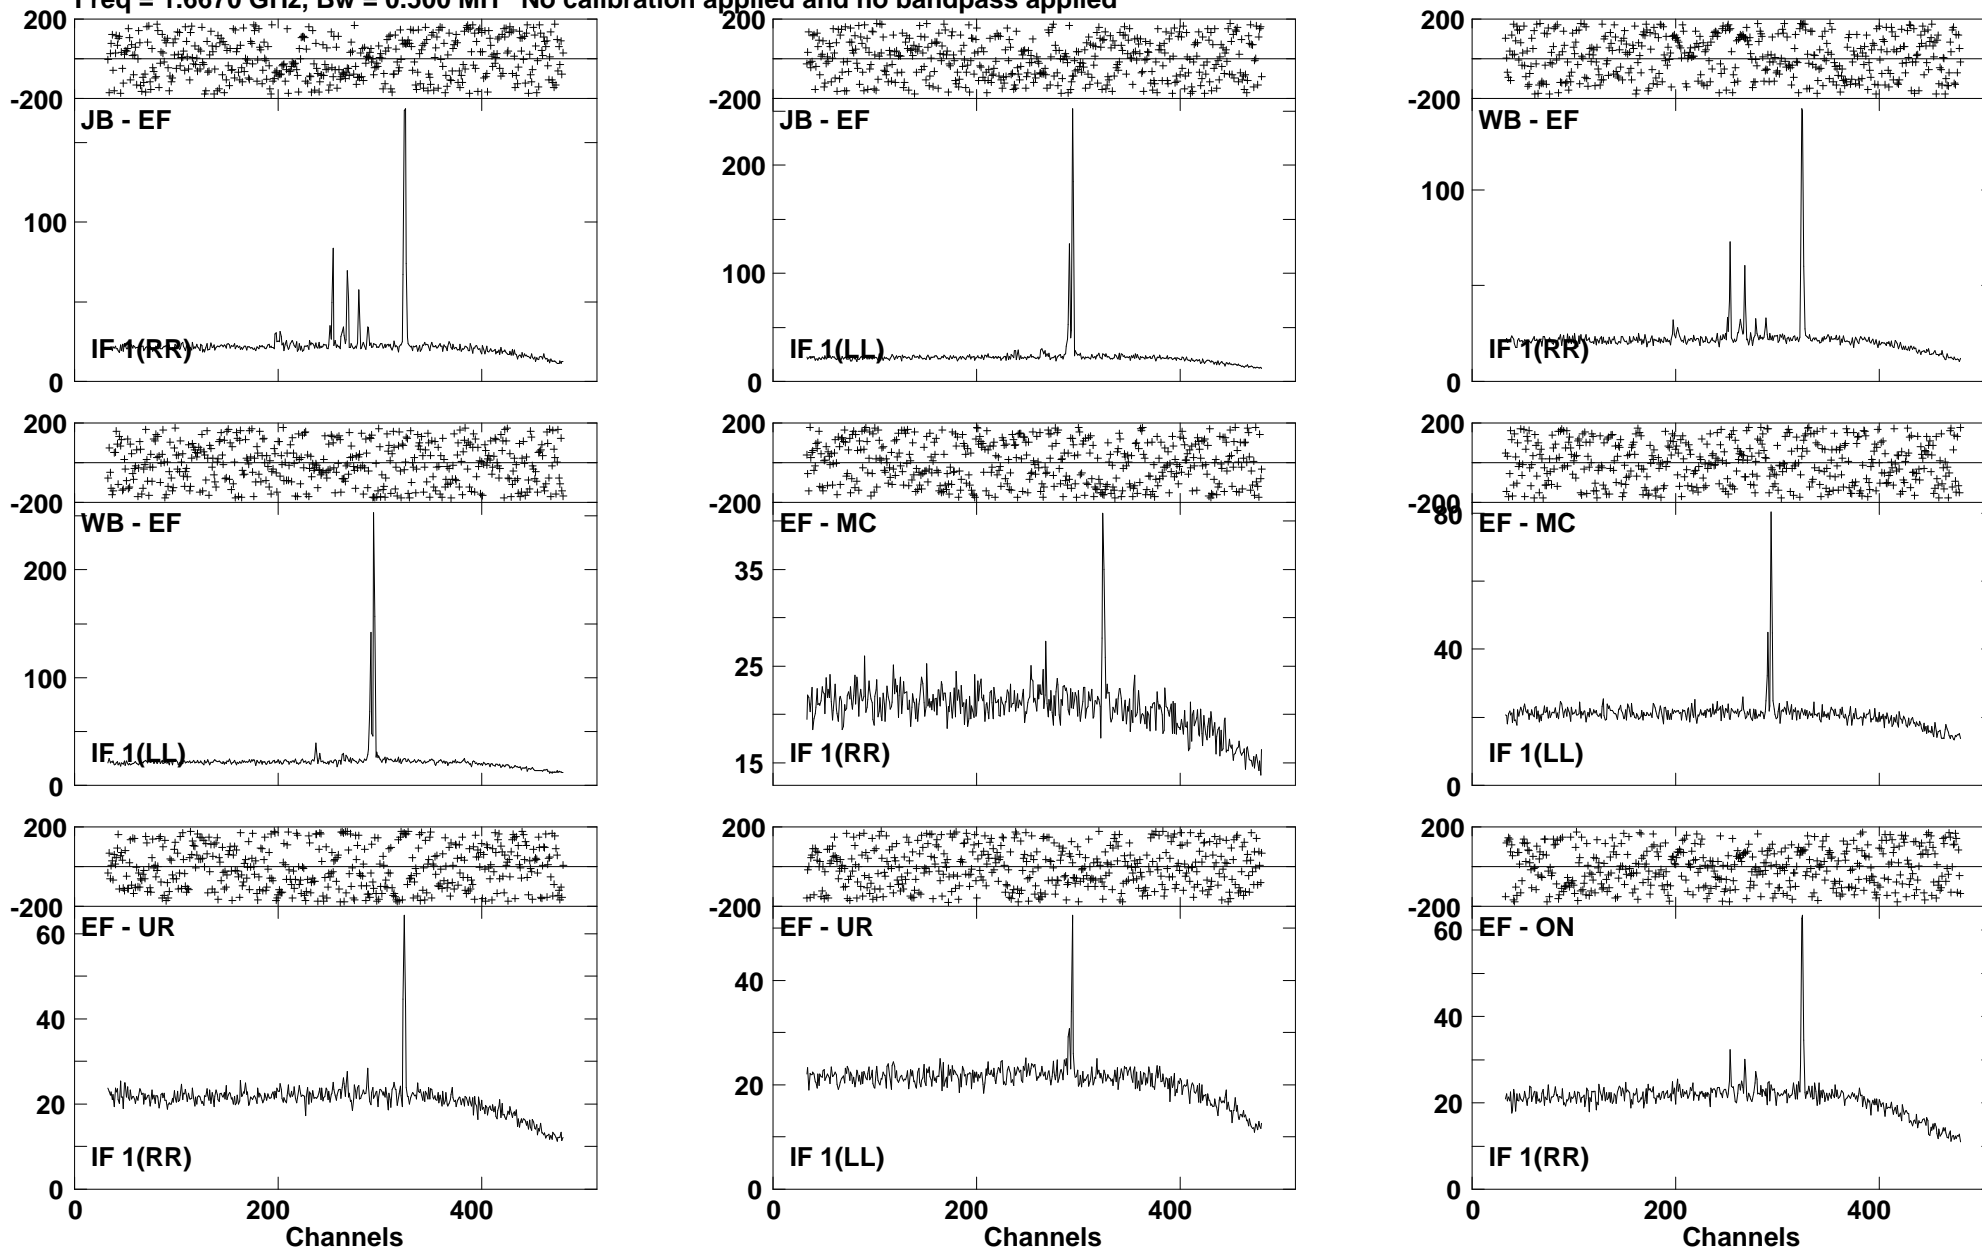 Freq = 1.6670 GHz, Bw = 0.500 MH No calibration applied and no bandpass applied
200
-200
JB - EF
100
IF 1(RR)
0
200
-200
JB - EF
200
100
IF 1(LL)
0
200
-200
WB - EF
100
IF 1(RR)
0
200
-200
WB - EF
200
100
IF 1(LL)
0
200
-200
EF - MC
35
25
15
IF 1(RR)
200
-200
80
EF - MC
40
IF 1(LL)
0
200
-200
60
EF - UR
40
20
IF 1(RR)
0
0 200 400
Channels
200
-200
EF - UR
40
20
IF 1(LL)
0
0 200 400
Channels
200
-200
60
EF - ON
40
20
IF 1(RR)
0
0 200 400
Channels